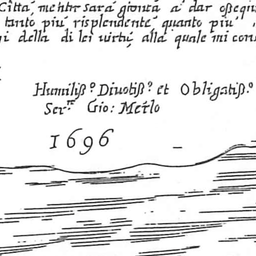 Città, mentre sarà gionta à dar ossequi
tanto più risplendente quanto più
ni della di lei virtù, alla quale mi con
Humiliss.º Divotiss.º et Obligatiss.º
Ser.re Gio: Merlo
1696